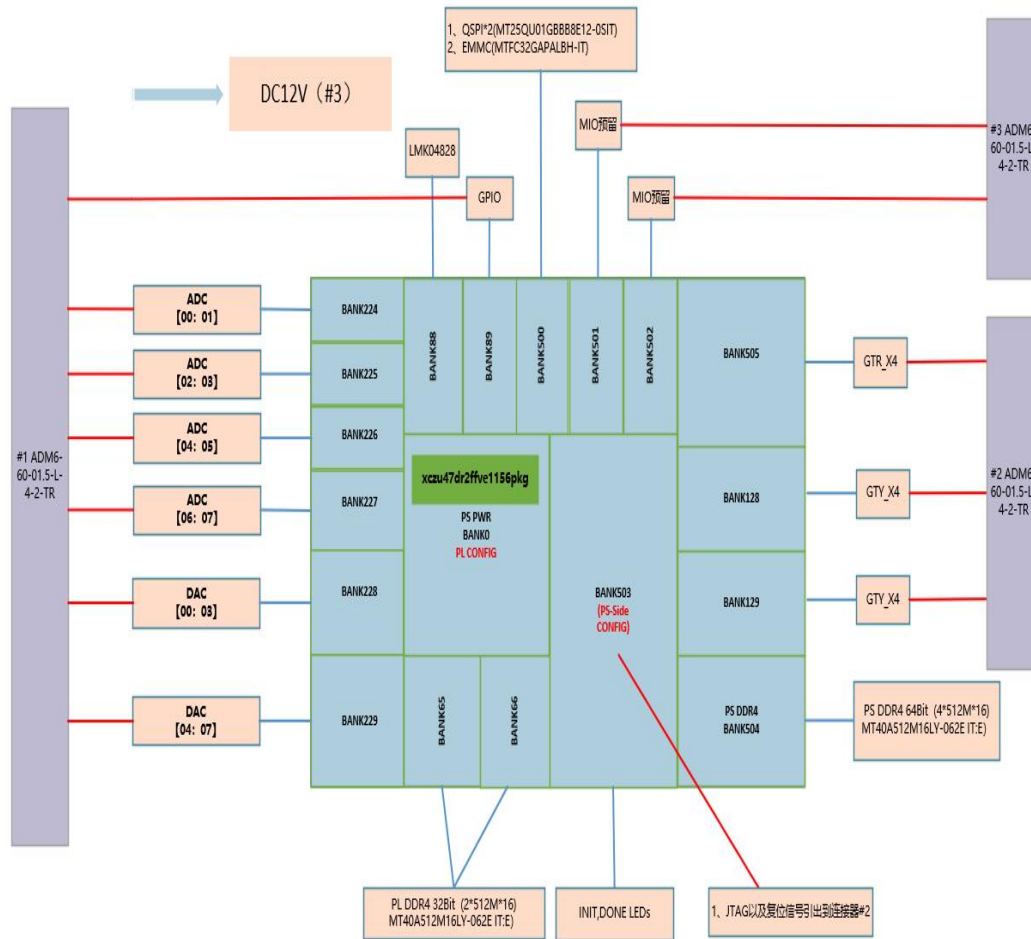 1、QSPI*2(MT25QU01GBBB8E12-0SIT)
2、EMMC(MTFC32GAPALBH-IT)
DC12V（#3）
MIO预留
#3 ADM6-
60-01.5-L-
4-2-TR
LMK04828
GPIO
MIO预留
ADC
【00：01】
BANK224
BANK88
BANK89
BANK500
BANK501
BANK502
BANK505
GTR_X4
ADC
【02：03】
BANK225
ADC
【04：05】
BANK226
#1 ADM6-
60-01.5-L-
4-2-TR
#2 ADM6-
60-01.5-L-
4-2-TR
xczu47dr2ffve1156pkg
ADC
【06：07】
BANK227
PS PWR
BANK0
PL CONFIG
BANK128
GTY_X4
DAC
【00：03】
BANK228
BANK503
(PS-Side
CONFIG)
BANK129
GTY_X4
DAC
【04：07】
BANK229
BANK65
BANK66
PS DDR4
BANK504
PS DDR4 64Bit  (4*512M*16)
MT40A512M16LY-062E IT:E)
PL DDR4 32Bit  (2*512M*16)
MT40A512M16LY-062E IT:E)
INIT,DONE LEDs
1、JTAG以及复位信号引出到连接器#2